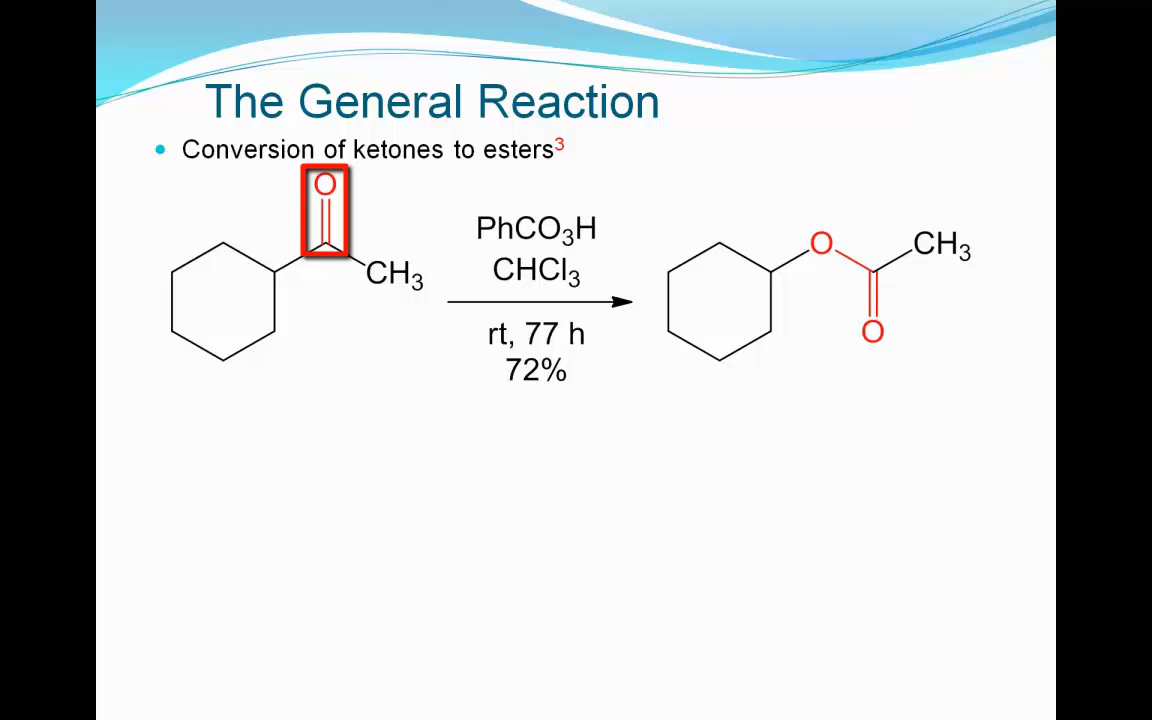 The General Reaction
• Conversion of ketones to esters³
O
CH₃
PhCO₃H
CHCl₃
rt, 77 h
72%
O
CH₃
O